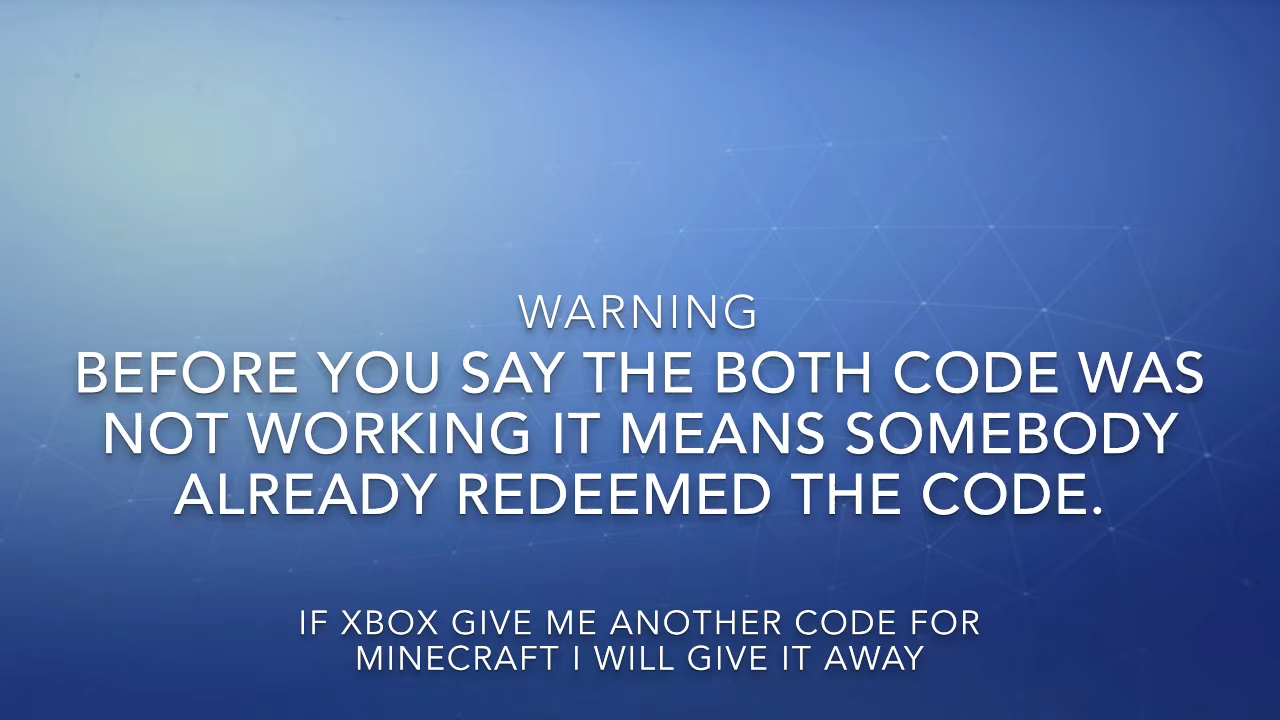 WARNING
BEFORE YOU SAY THE BOTH CODE WAS
NOT WORKING IT MEANS SOMEBODY
ALREADY REDEEMED THE CODE.
IF XBOX GIVE ME ANOTHER CODE FOR
MINECRAFT I WILL GIVE IT AWAY